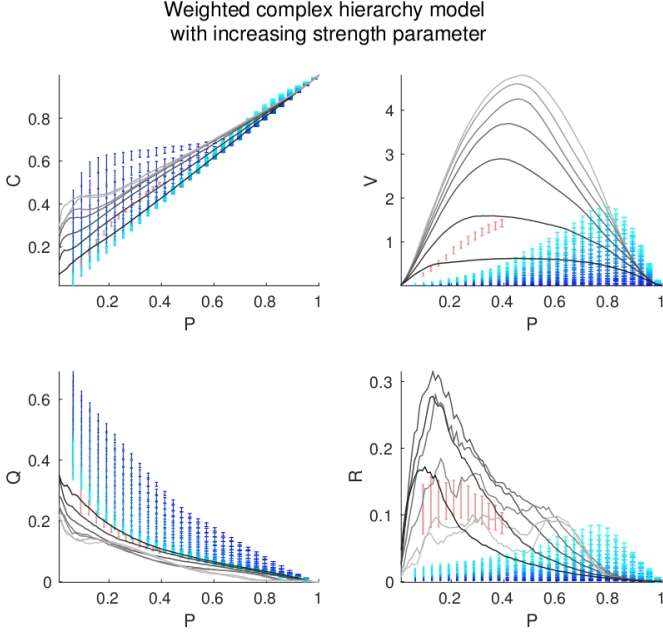 Weighted complex hierarchy model
with increasing strength parameter
C
0.8
0.6
0.4
0.2
0.2 0.4 0.6 0.8 1
P
V
4
3
2
1
0.2 0.4 0.6 0.8 1
P
Q
0.6
0.4
0.2
0
0.2 0.4 0.6 0.8 1
P
R
0.3
0.2
0.1
0
0.2 0.4 0.6 0.8 1
P